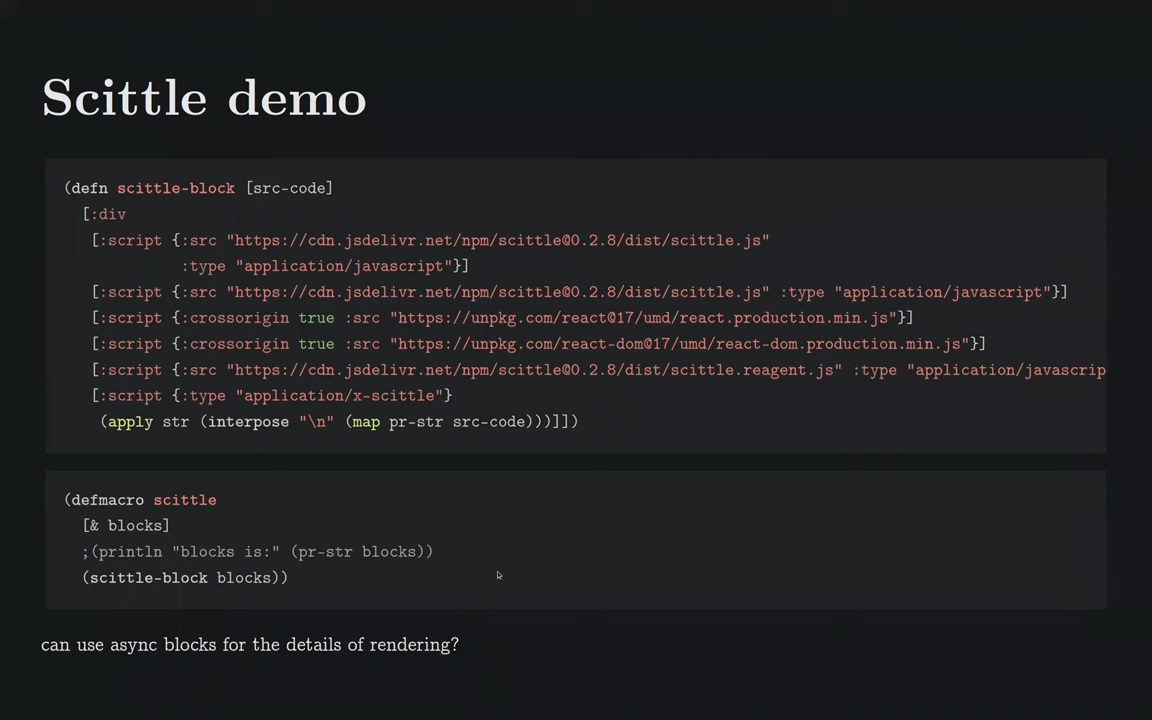 Scittle demo
(defn scittle-block [src-code]
[:div
[:script {:src "https://cdn.jsdelivr.net/npm/scittle@0.2.8/dist/scittle.js"
:type "application/javascript"}]
[:script {:src "https://cdn.jsdelivr.net/npm/scittle@0.2.8/dist/scittle.js" :type "application/javascript"}]
[:script {:crossorigin true :src "https://unpkg.com/react@17/umd/react.production.min.js"}]
[:script {:crossorigin true :src "https://unpkg.com/react-dom@17/umd/react-dom.production.min.js"}]
[:script {:src "https://cdn.jsdelivr.net/npm/scittle@0.2.8/dist/scittle.reagent.js" :type "application/javascrip
[:script {:type "application/x-scittle"}
(apply str (interpose "\n" (map pr-str src-code)))]])
(defmacro scittle
[& blocks]
;(println "blocks is:" (pr-str blocks))
(scittle-block blocks))
can use async blocks for the details of rendering?